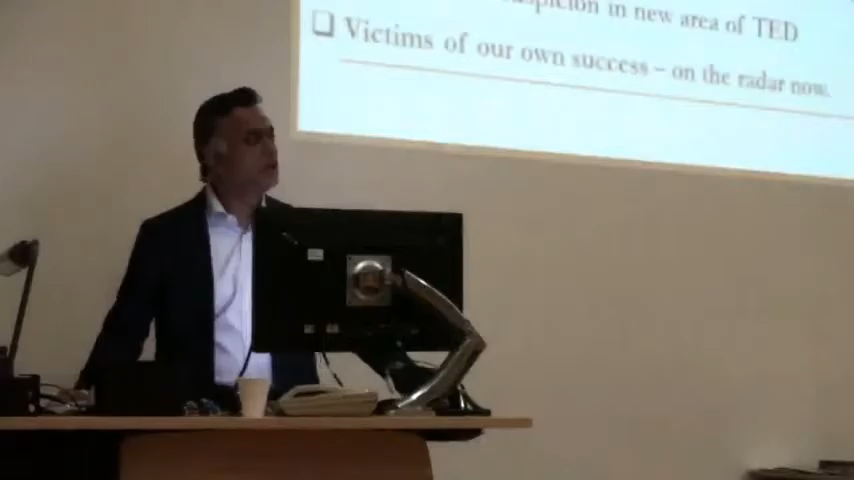 in new area of TED
❑ Victims of our own success – on the radar now.